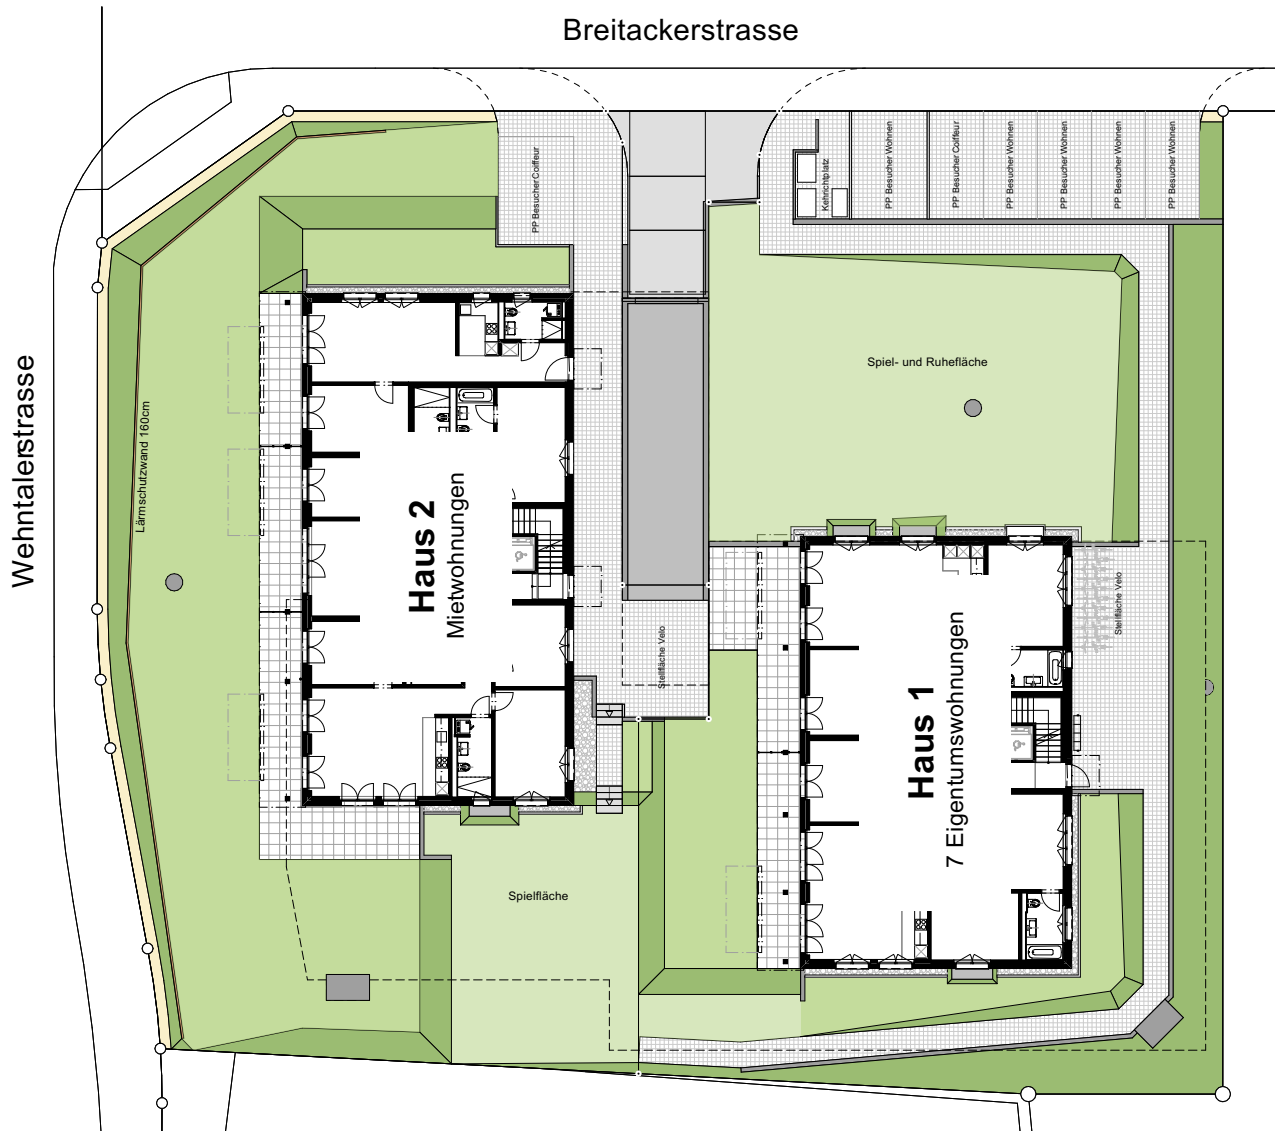 Breitackerstrasse
Wehntalerstrasse
PP Besucher Coiffeur
Kehrichtplatz
PP Besucher Wohnen
PP Besucher Coiffeur
PP Besucher Wohnen
PP Besucher Wohnen
PP Besucher Wohnen
PP Besucher Wohnen
Lärmschutzwand 160cm
Spiel- und Ruhefläche
Haus 2
Mietwohnungen
Stellfläche Velo
Stellfläche Velo
Haus 1
7 Eigentumswohnungen
Spielfläche